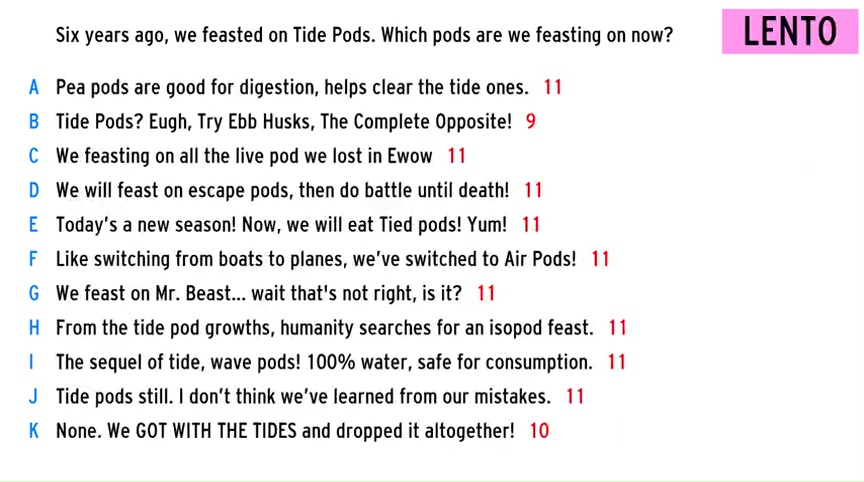 Six years ago, we feasted on Tide Pods. Which pods are we feasting on now?
LENTO
A Pea pods are good for digestion, helps clear the tide ones. 11
B Tide Pods? Eugh, Try Ebb Husks, The Complete Opposite! 9
C We feasting on all the live pod we lost in Ewow 11
D We will feast on escape pods, then do battle until death! 11
E Today's a new season! Now, we will eat Tied pods! Yum! 11
F Like switching from boats to planes, we've switched to Air Pods! 11
G We feast on Mr. Beast... wait that's not right, is it? 11
H From the tide pod growths, humanity searches for an isopod feast. 11
I The sequel of tide, wave pods! 100% water, safe for consumption. 11
J Tide pods still. I don't think we've learned from our mistakes. 11
K None. We GOT WITH THE TIDES and dropped it altogether! 10